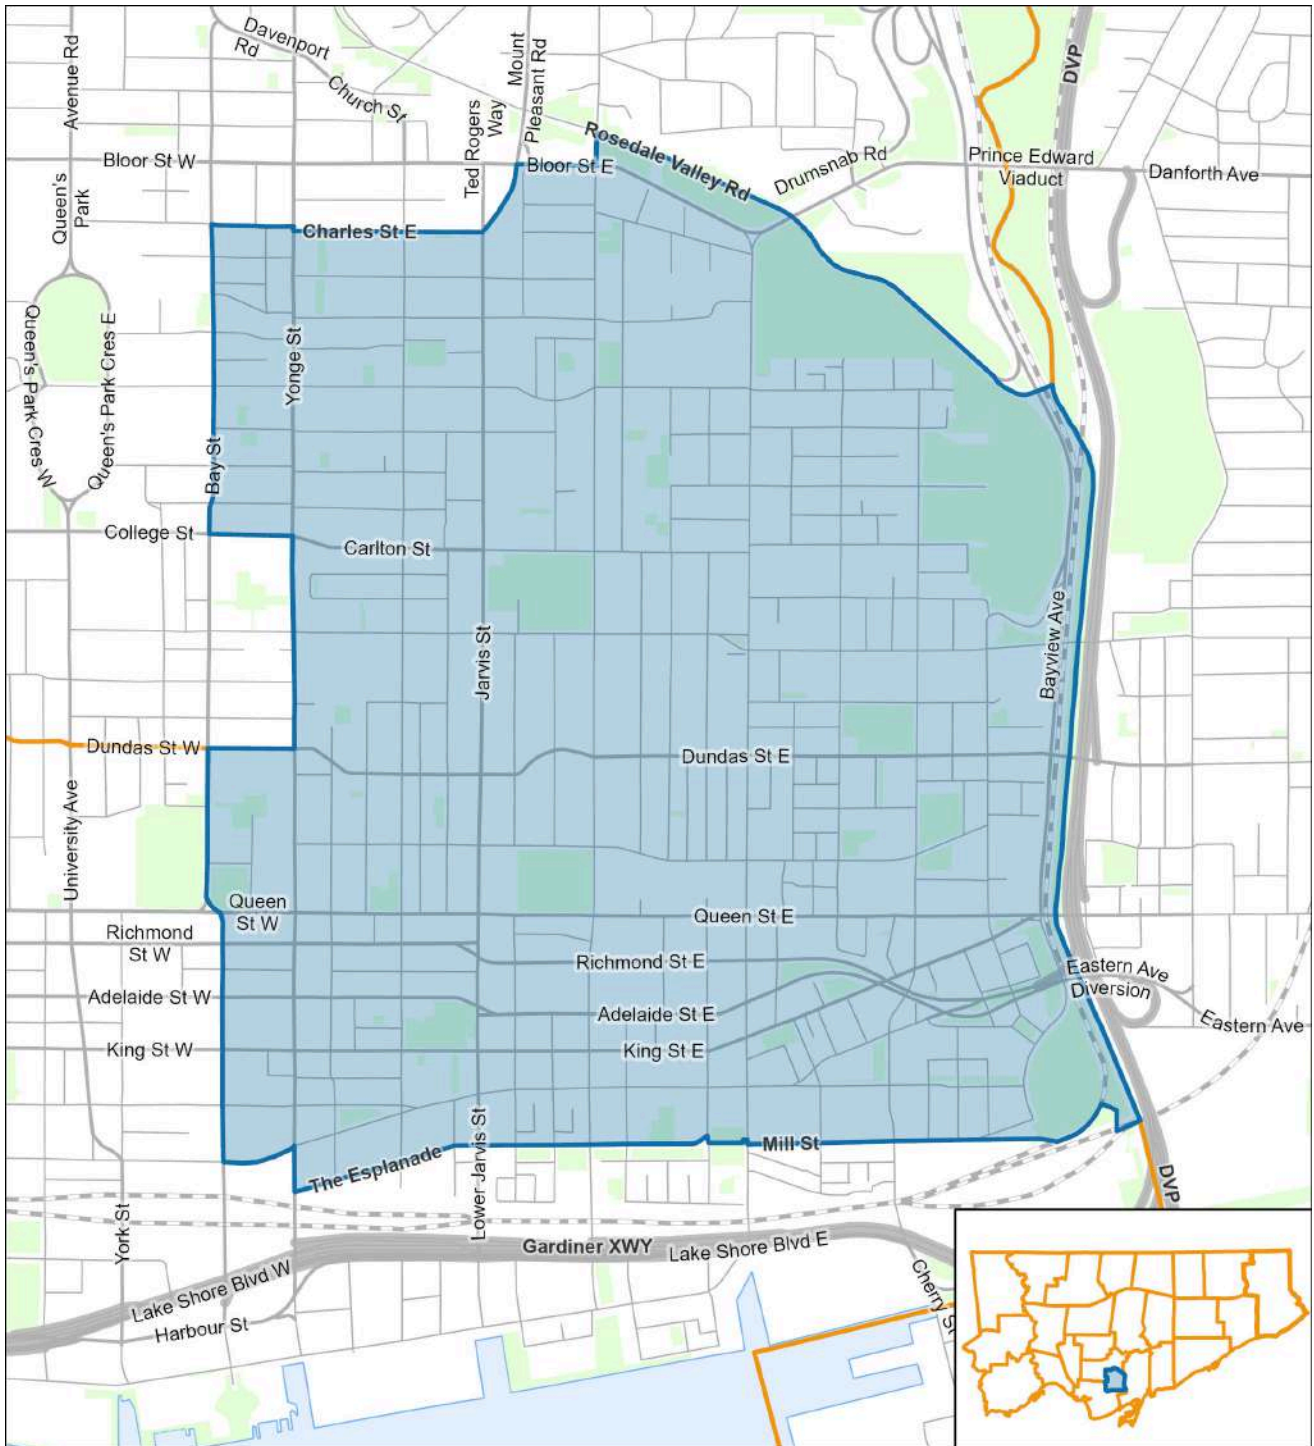 Davenport
Rd
Church St
Avenue Rd
Mount
Pleasant Rd
Ted Rogers
Way
DVP
Bloor St W
Bloor St E
Rosedale Valley Rd
Drumsnab Rd
Prince Edward
Viaduct
Danforth Ave
Queen's
Park
Charles St E
Queen's Park Cres W
Queen's Park Cres E
Yonge St
Bay St
College St
Carlton St
Jarvis St
Bayview Ave
Dundas St W
Dundas St E
University Ave
Queen
St W
Queen St E
Richmond
St W
Richmond St E
Eastern Ave
Diversion
Adelaide St W
Adelaide St E
Eastern Ave
King St W
King St E
Mill St
The Esplanade
Lower Jarvis St
DVP
York St
Gardiner XWY
Lake Shore Blvd E
Lake Shore Blvd W
Harbour St
Cherry St